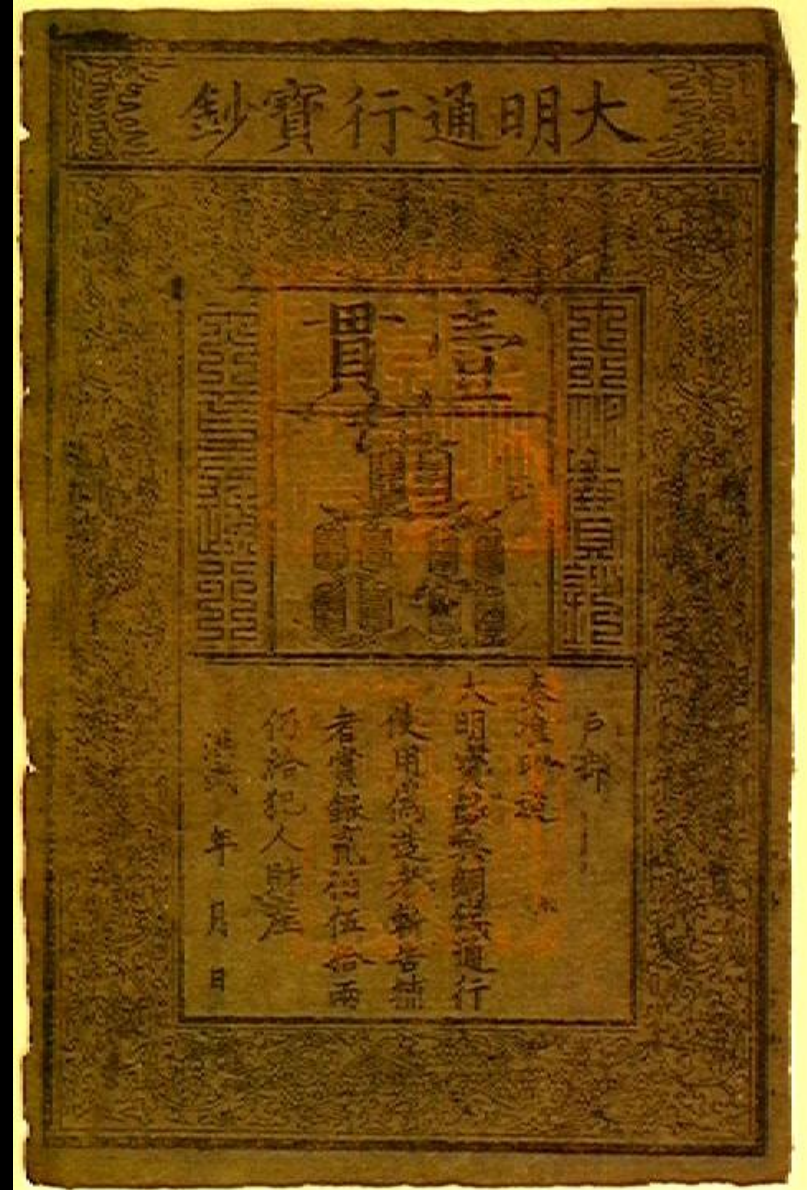 大明通行寶鈔
壹貫
戶部
奏准印造
大明寶鈔與銅錢通行
使用偽造者斬告捕
者賞銀貳伯伍拾兩
仍給犯人財產
洪武 年 月 日